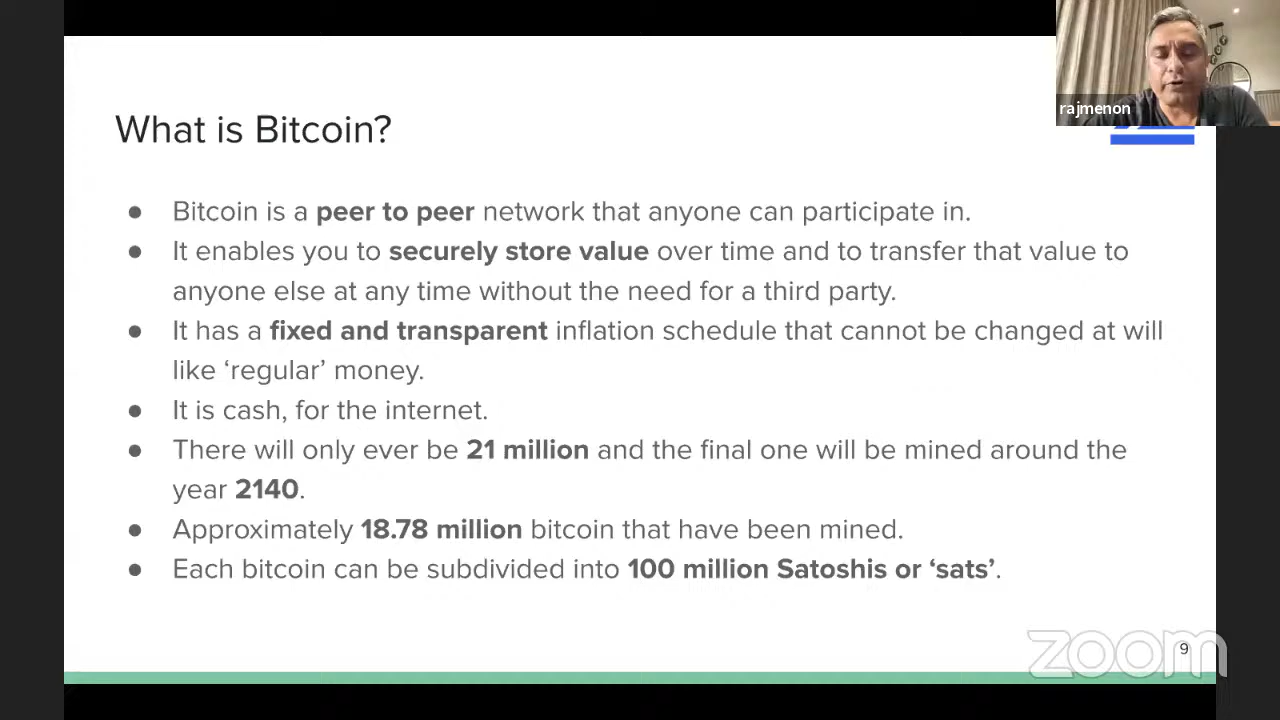 rajmenon
What is Bitcoin?
● Bitcoin is a peer to peer network that anyone can participate in.
● It enables you to securely store value over time and to transfer that value to
anyone else at any time without the need for a third party.
● It has a fixed and transparent inflation schedule that cannot be changed at will
like ‘regular’ money.
● It is cash, for the internet.
● There will only ever be 21 million and the final one will be mined around the
year 2140.
● Approximately 18.78 million bitcoin that have been mined.
● Each bitcoin can be subdivided into 100 million Satoshis or ‘sats’.
zoom
9